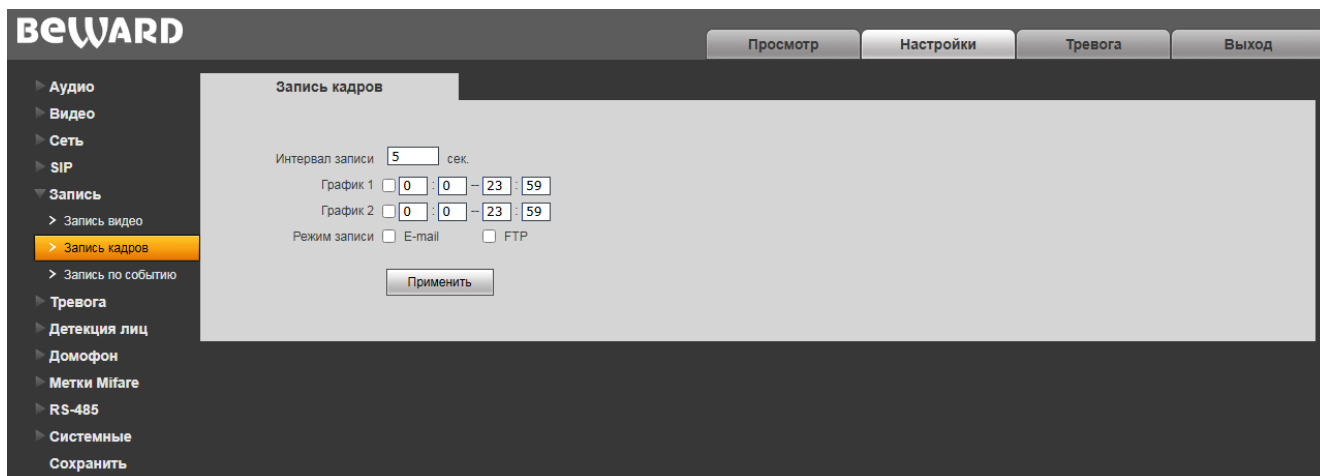 BEWARD
Просмотр
Настройки
Тревога
Выход
Аудио
Видео
Сеть
SIP
Запись
> Запись видео
> Запись кадров
> Запись по событию
Тревога
Детекция лиц
Домофон
Метки Mifare
RS-485
Системные
Сохранить
Запись кадров
Интервал записи 5 сек.
График 1 0 : 0 – 23 : 59
График 2 0 : 0 – 23 : 59
Режим записи E-mail FTP
Применить